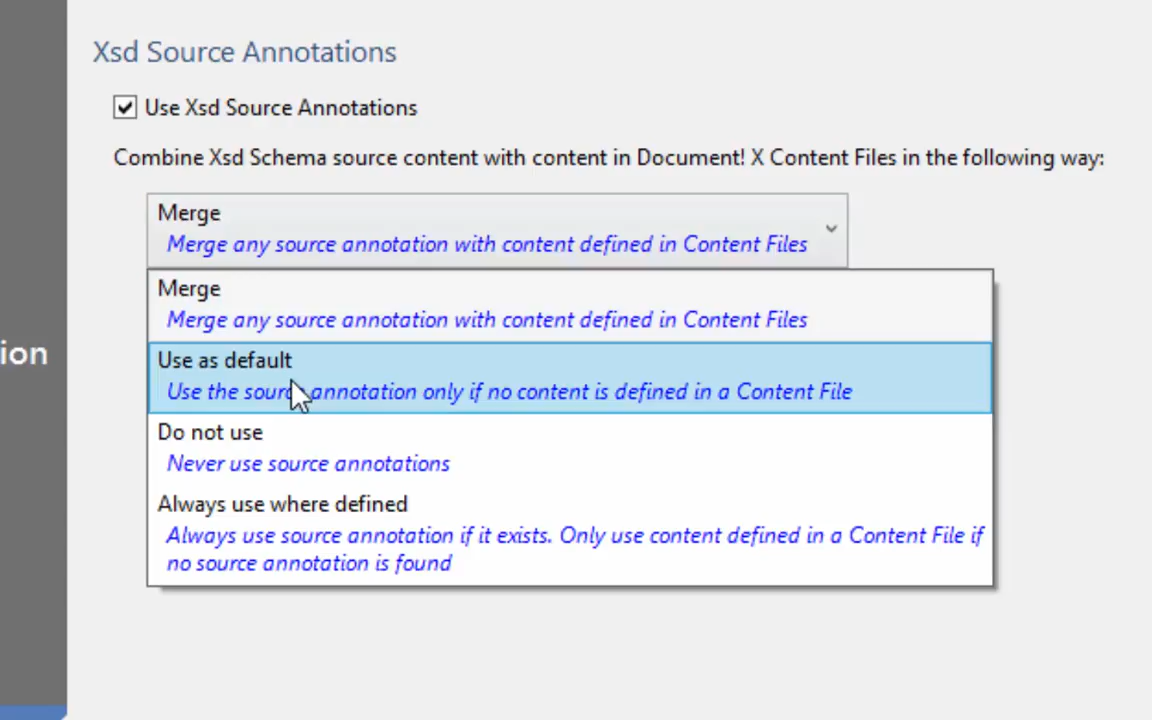 Xsd Source Annotations
Use Xsd Source Annotations
Combine Xsd Schema source content with content in Document! X Content Files in the following way:
Merge
Merge any source annotation with content defined in Content Files
Merge
Merge any source annotation with content defined in Content Files
ion
Use as default
Use the source annotation only if no content is defined in a Content File
Do not use
Never use source annotations
Always use where defined
Always use source annotation if it exists. Only use content defined in a Content File if
no source annotation is found